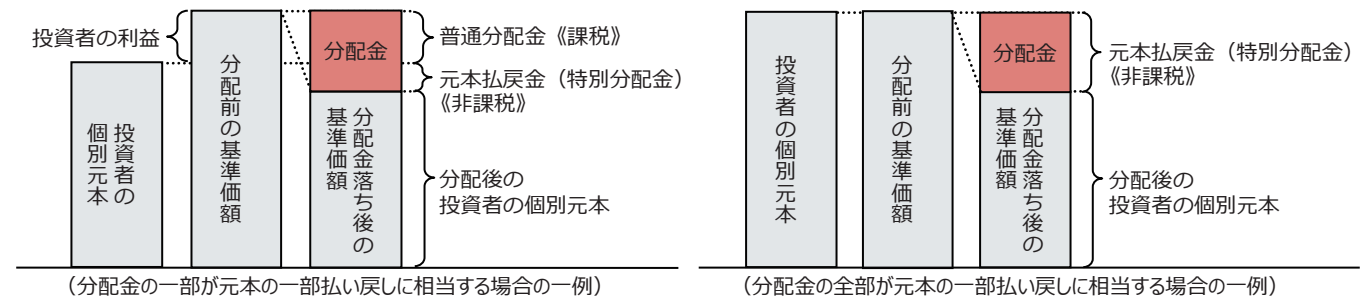 投資者の利益
投資者の
個別元本
分配前の基準価額
分配金
分配金落ち後の
基準価額
普通分配金《課税》
元本払戻金（特別分配金）
《非課税》
分配後の
投資者の個別元本
（分配金の一部が元本の一部払い戻しに相当する場合の一例）
投資者の個別元本
分配前の基準価額
分配金
分配金落ち後の
基準価額
元本払戻金（特別分配金）
《非課税》
分配後の
投資者の個別元本
（分配金の全部が元本の一部払い戻しに相当する場合の一例）